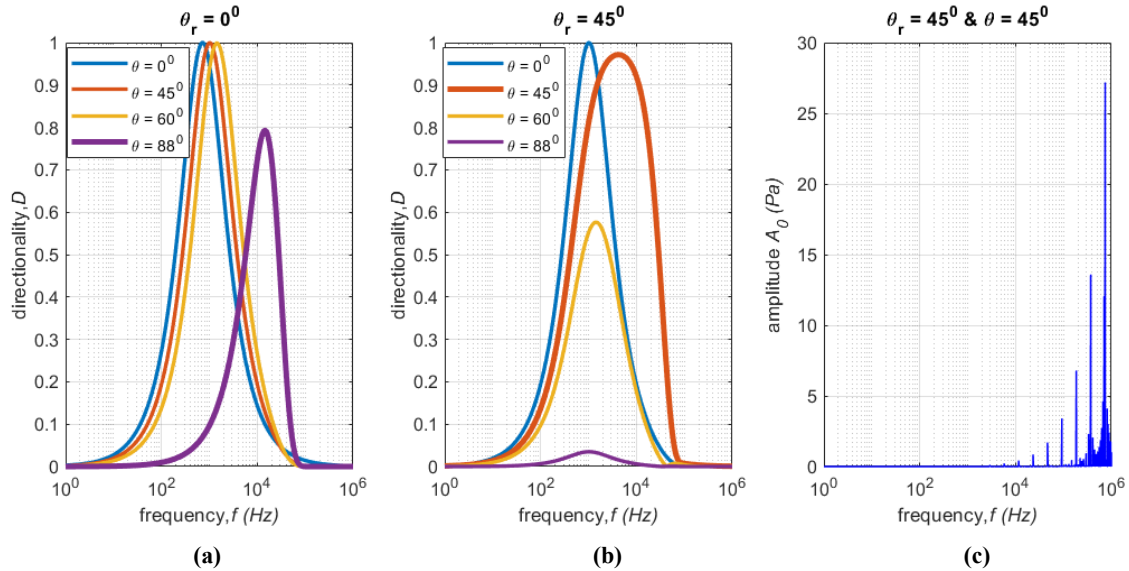 θr = 0⁰
1
0.9
0.8
0.7
0.6
0.5
0.4
0.3
0.2
0.1
0
directionality,D
θ = 0⁰
θ = 45⁰
θ = 60⁰
θ = 88⁰
10⁰ 10² 10⁴ 10⁶
frequency,f (Hz)
(a)
θr = 45⁰
1
0.9
0.8
0.7
0.6
0.5
0.4
0.3
0.2
0.1
0
directionality,D
θ = 0⁰
θ = 45⁰
θ = 60⁰
θ = 88⁰
10⁰ 10² 10⁴ 10⁶
frequency,f (Hz)
(b)
θr = 45⁰ & θ = 45⁰
30
25
20
15
10
5
0
amplitude A₀ (Pa)
10⁰ 10² 10⁴ 10⁶
frequency,f (Hz)
(c)